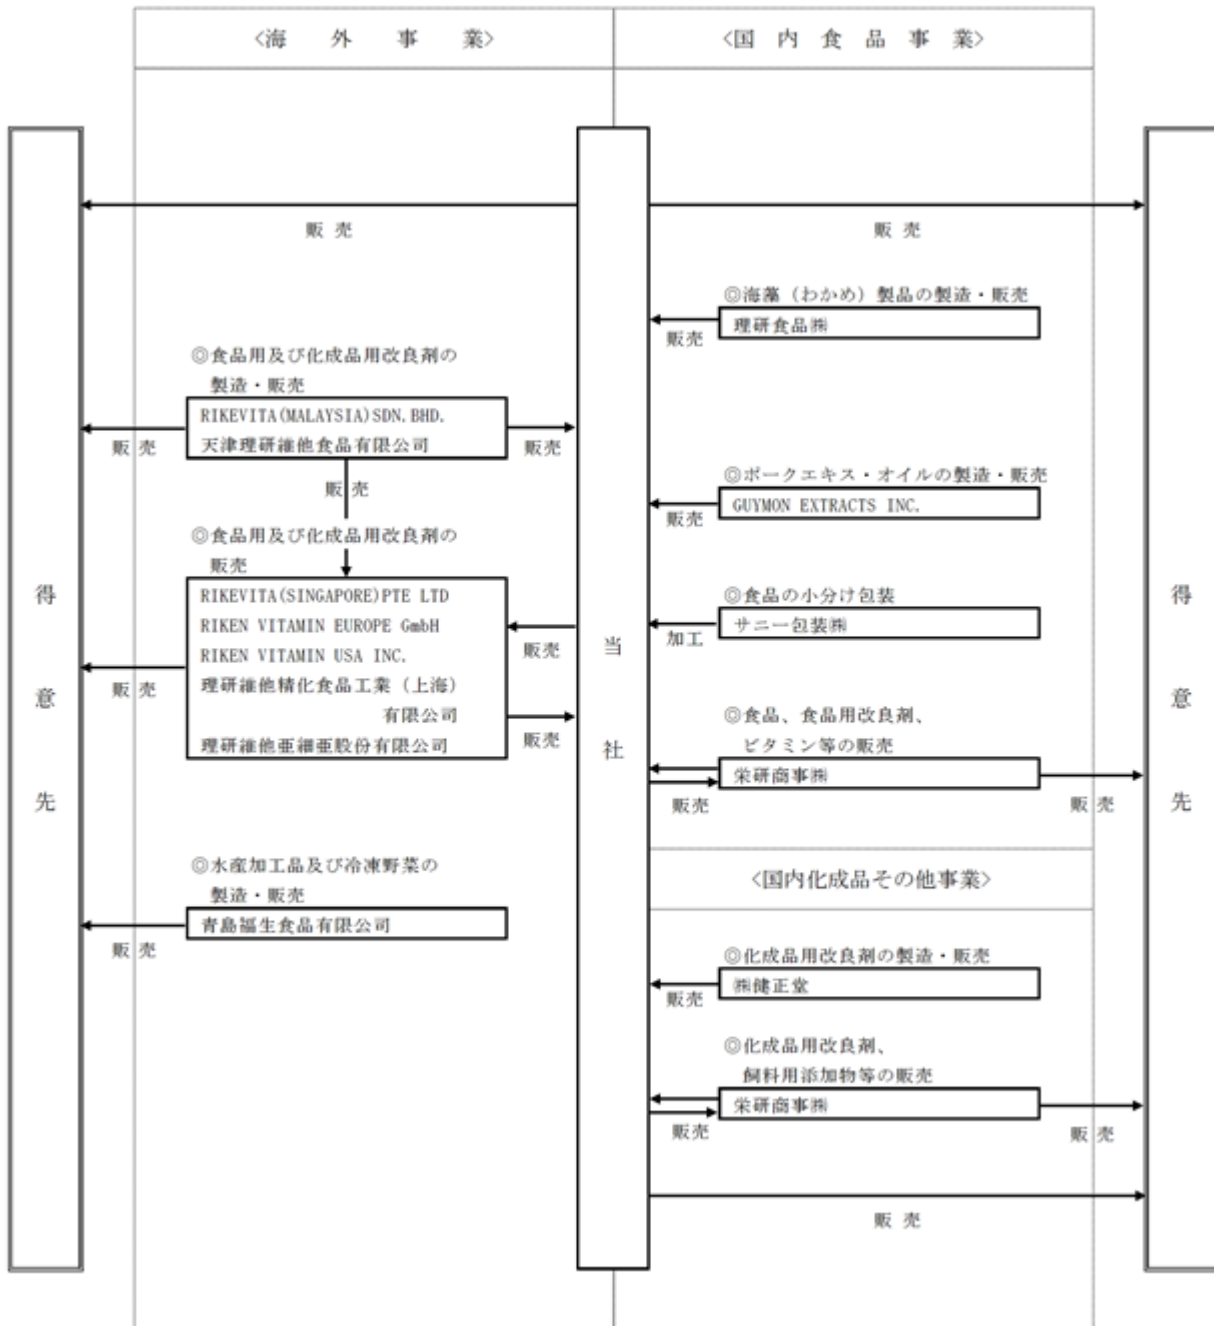 <海外事業>
<国内食品事業>
得意先
当社
得意先
販売
販売
◎海藻（わかめ）製品の製造・販売
理研食品㈱
販売
◎食品用及び化成品用改良剤の
製造・販売
RIKEVITA(MALAYSIA)SDN.BHD.
天津理研維他食品有限公司
販売
販売
販売
◎ポークエキス・オイルの製造・販売
GUYMON EXTRACTS INC.
販売
◎食品用及び化成品用改良剤の
販売
RIKEVITA(SINGAPORE)PTE LTD
RIKEN VITAMIN EUROPE GmbH
RIKEN VITAMIN USA INC.
理研維他精化食品工業（上海）
有限公司
理研維他亜細亜股份有限公司
販売
販売
販売
◎食品の小分け包装
サニー包装㈱
加工
◎食品、食品用改良剤、
ビタミン等の販売
栄研商事㈱
販売
販売
◎水産加工品及び冷凍野菜の
製造・販売
青島福生食品有限公司
販売
<国内化成品その他事業>
◎化成品用改良剤の製造・販売
㈱健正堂
販売
◎化成品用改良剤、
飼料用添加物等の販売
栄研商事㈱
販売
販売
販売